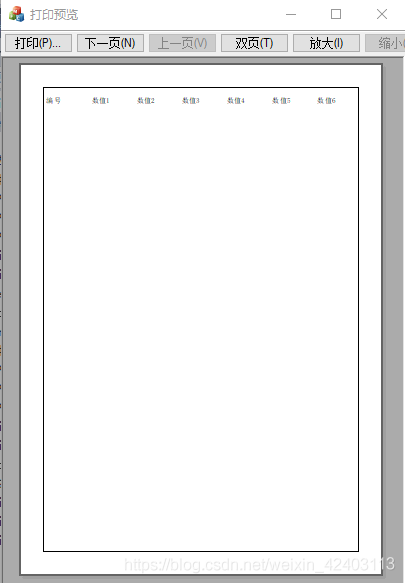 打印预览
打印(P)... 下一页(N) 上一页(V) 双页(T) 放大(I) 缩小
编号 数值1 数值2 数值3 数值4 数值5 数值6
https://blog.csdn.net/weixin_42403113